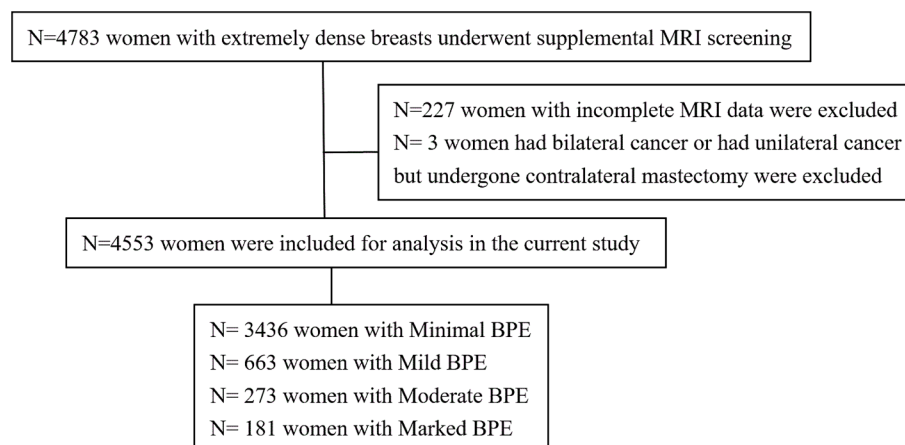 N=4783 women with extremely dense breasts underwent supplemental MRI screening
N=227 women with incomplete MRI data were excluded
N= 3 women had bilateral cancer or had unilateral cancer
but undergone contralateral mastectomy were excluded
N=4553 women were included for analysis in the current study
N= 3436 women with Minimal BPE
N= 663 women with Mild BPE
N= 273 women with Moderate BPE
N= 181 women with Marked BPE